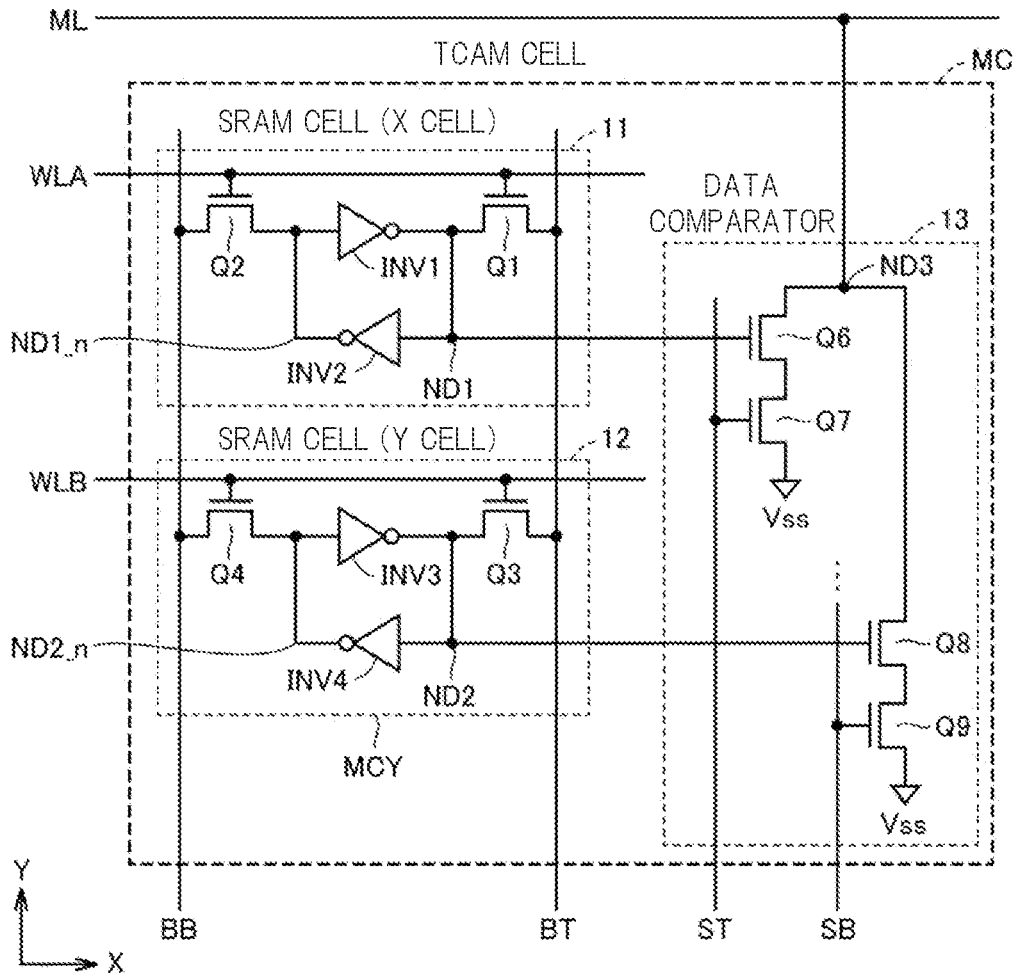 ML
TCAM CELL
MC
SRAM CELL (X CELL)
11
WLA
DATA
COMPARATOR
13
Q2
INV1
Q1
ND3
ND1_n
INV2
ND1
Q6
Q7
SRAM CELL (Y CELL)
12
WLB
Vss
Q4
INV3
Q3
ND2_n
INV4
ND2
Q8
Q9
MCY
Vss
Y
X
BB
BT
ST
SB